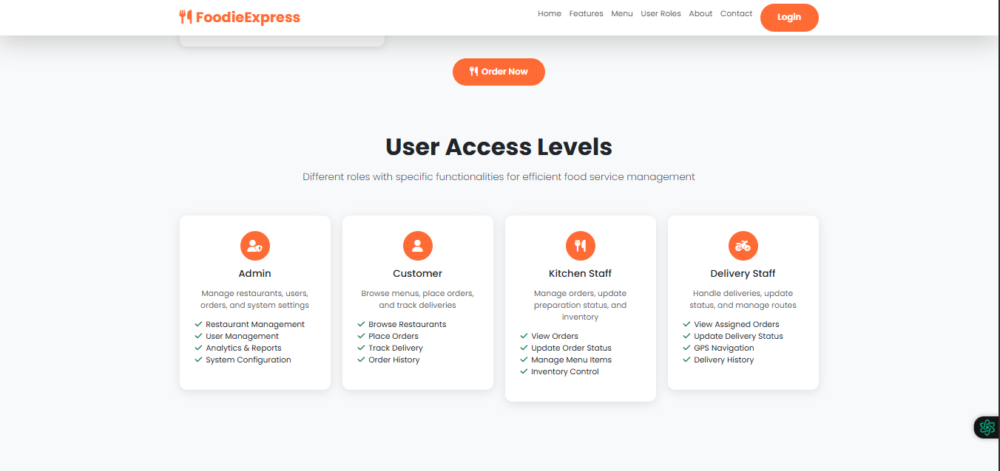 FoodieExpress
Home Features Menu User Roles About Contact Login
Order Now
User Access Levels
Different roles with specific functionalities for efficient food service management
Admin
Manage restaurants, users,
orders, and system settings
Restaurant Management
User Management
Analytics & Reports
System Configuration
Customer
Browse menus, place orders,
and track deliveries
Browse Restaurants
Place Orders
Track Delivery
Order History
Kitchen Staff
Manage orders, update
preparation status, and
inventory
View Orders
Update Order Status
Manage Menu Items
Inventory Control
Delivery Staff
Handle deliveries, update
status, and manage routes
View Assigned Orders
Update Delivery Status
GPS Navigation
Delivery History